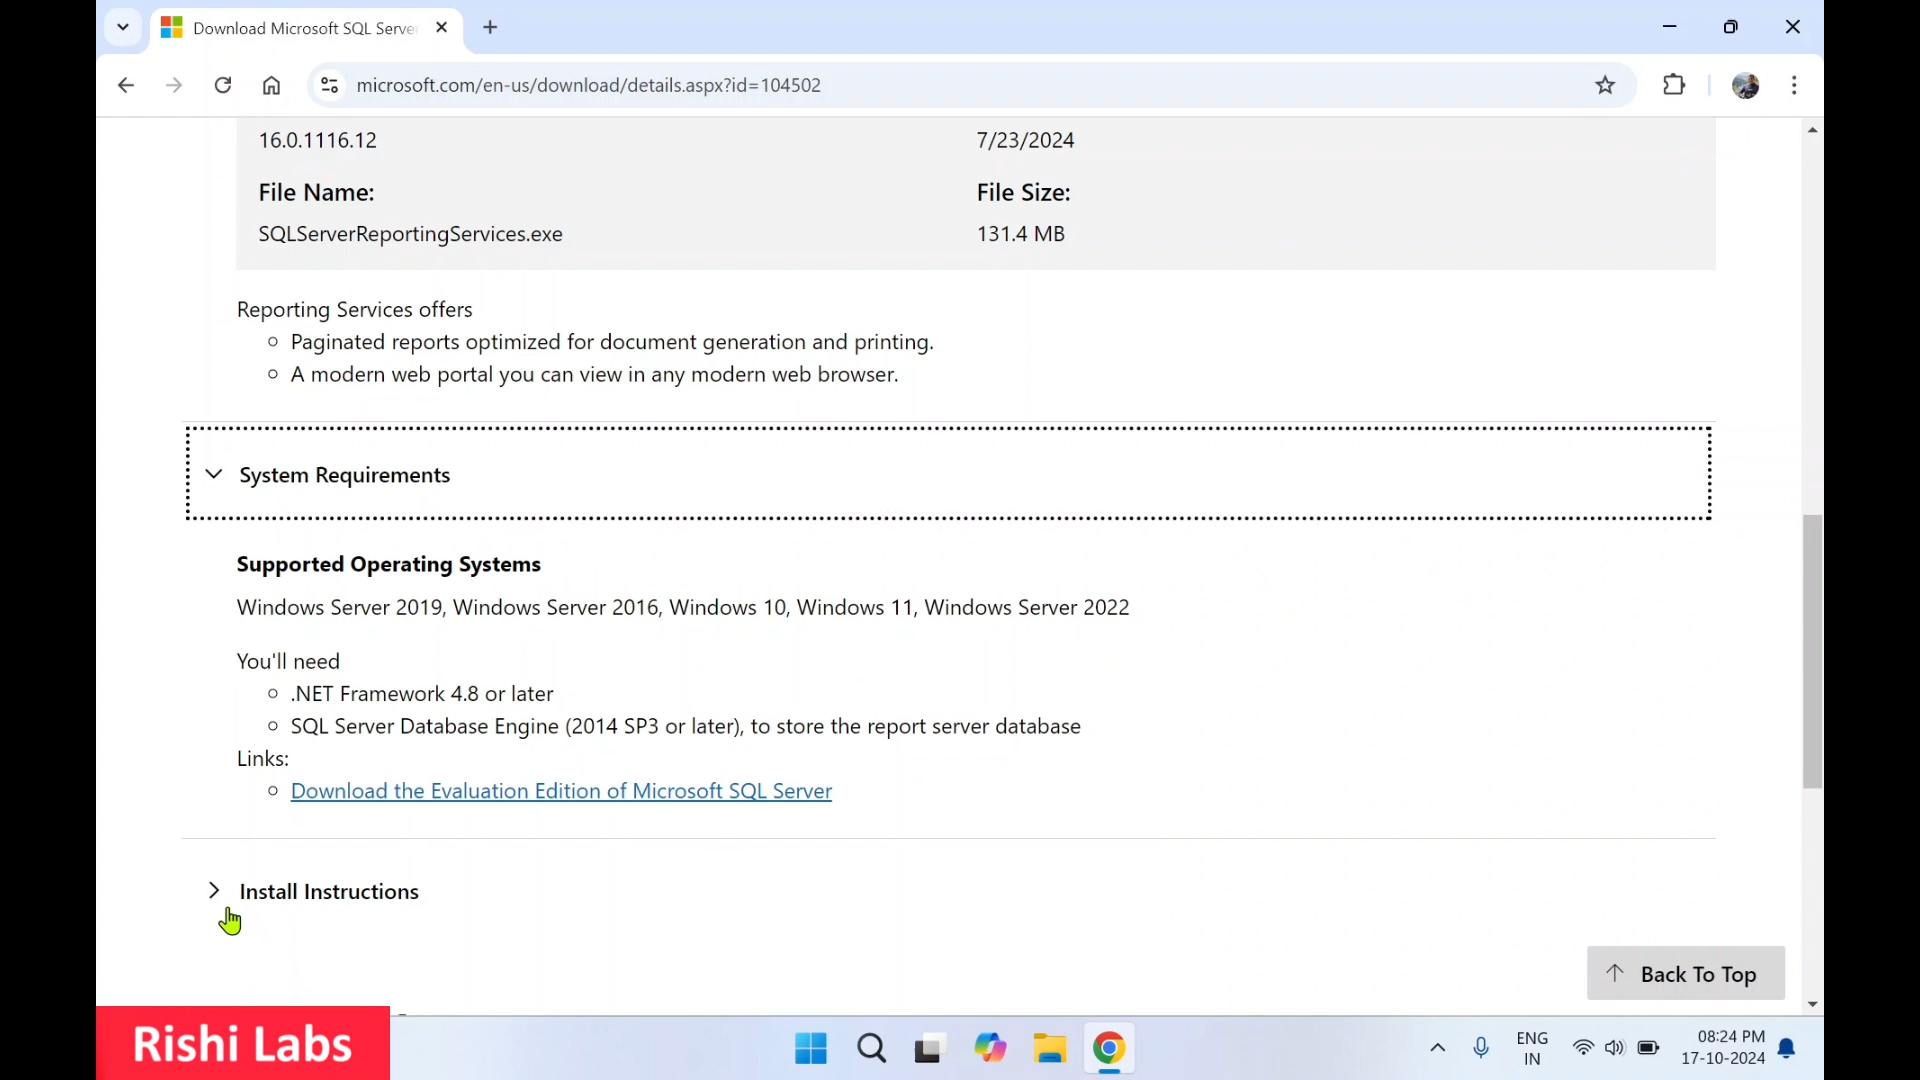 Download Microsoft SQL Serve
microsoft.com/en-us/download/details.aspx?id=104502
16.0.1116.12
7/23/2024
File Name:
File Size:
SQLServerReportingServices.exe
131.4 MB
Reporting Services offers
Paginated reports optimized for document generation and printing.
A modern web portal you can view in any modern web browser.
System Requirements
Supported Operating Systems
Windows Server 2019, Windows Server 2016, Windows 10, Windows 11, Windows Server 2022
You'll need
.NET Framework 4.8 or later
SQL Server Database Engine (2014 SP3 or later), to store the report server database
Links:
Download the Evaluation Edition of Microsoft SQL Server
Install Instructions
Back To Top
Rishi Labs
ENG
IN
08:24 PM
17-10-2024